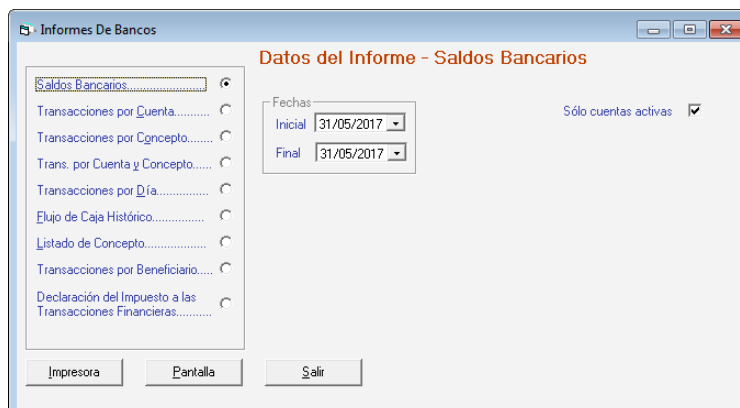 Informes De Bancos
Datos del Informe - Saldos Bancarios
Saldos Bancarios.......................
Transacciones por Cuenta...........
Transacciones por Concepto........
Trans. por Cuenta y Concepto.....
Transacciones por Día................
Flujo de Caja Histórico................
Listado de Concepto...................
Transacciones por Beneficiario.....
Declaración del Impuesto a las
Transacciones Financieras...........
Fechas
Inicial 31/05/2017
Final 31/05/2017
Sólo cuentas activas
Impresora
Pantalla
Salir